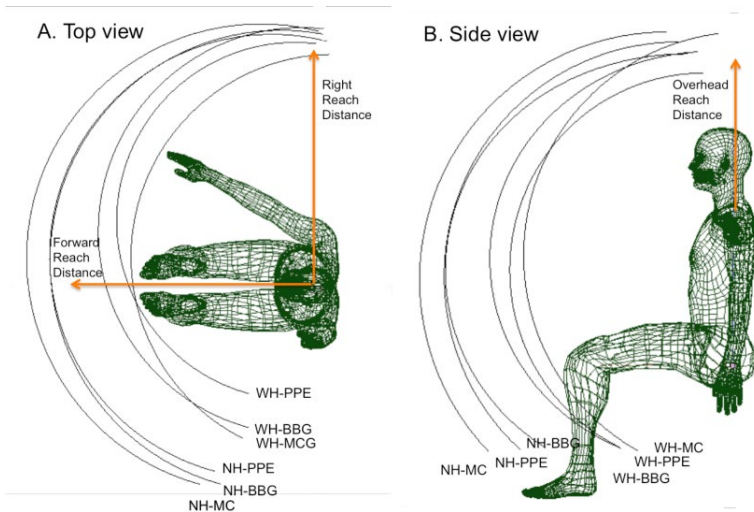 A. Top view
Right
Reach
Distance
Forward
Reach
Distance
WH-PPE
WH-BBG
WH-MCG
NH-PPE
NH-BBG
NH-MC
B. Side view
Overhead
Reach
Distance
NH-BBG
NH-PPE
NH-MC
WH-MC
WH-PPE
WH-BBG